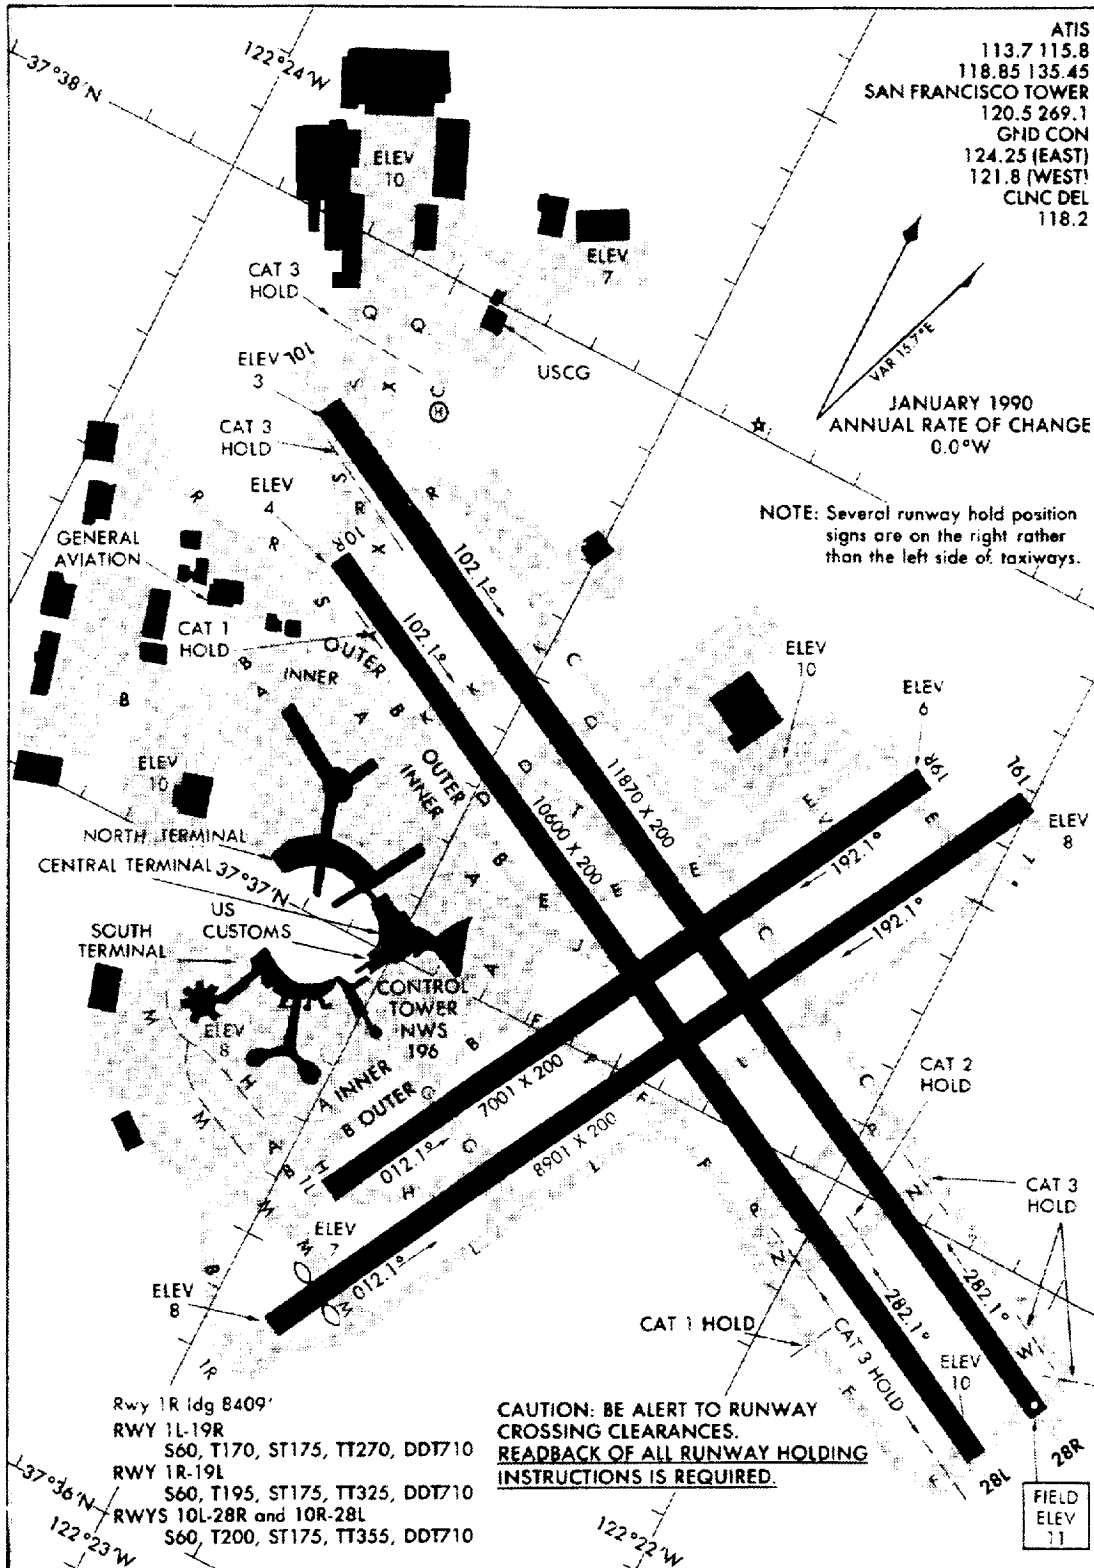 ATIS
113.7 115.8
118.85 135.45
SAN FRANCISCO TOWER
120.5 269.1
GND CON
124.25 (EAST)
121.8 (WEST)
CLNC DEL
118.2
37°38'N
122°24'W
ELEV
10
ELEV
7
CAT 3
HOLD
Q
Q
USCG
VAR 15.7°E
JANUARY 1990
ANNUAL RATE OF CHANGE
0.0°W
ELEV
3
10L
X
C
H
CAT 3
HOLD
S
R
R
ELEV
4
10R
X
R
R
NOTE: Several runway hold position
signs are on the right rather
than the left side of taxiways.
GENERAL
AVIATION
102.1°
S
CAT 1
HOLD
102.1°
OUTER
INNER
B
B
4
A
B
K
K
C
D
ELEV
10
ELEV
6
ELEV
10
OUTER
INNER
D
D
T
11870 X 200
10600 X 200
19R
19L
ELEV
8
NORTH TERMINAL
CENTRAL TERMINAL
37°37'N
US
CUSTOMS
SOUTH
TERMINAL
B
A
E
E
E
E
E
192.1°
192.1°
C
J
A
CONTROL
TOWER
NWS
196
ELEV
8
M
H
M
A INNER
B OUTER
G
B
F
7001 X 200
8901 X 200
012.1°
CAT 2
HOLD
C
L
F
F
P
P
N
N
A
B
H
1L
H
G
L
L
M
M
CAT 3
HOLD
ELEV
7
012.1°
B
ELEV
8
1R
M
W
CAT 1 HOLD
CAT 3 HOLD
282.1°
282.1°
W
ELEV
10
F
F
28L
28R
FIELD
ELEV
11
Rwy 1R ldg 8409'
RWY 1L-19R
S60, T170, ST175, TT270, DDT710
RWY 1R-19L
S60, T195, ST175, TT325, DDT710
RWYS 10L-28R and 10R-28L
S60, T200, ST175, TT355, DDT710
CAUTION: BE ALERT TO RUNWAY
CROSSING CLEARANCES.
READBACK OF ALL RUNWAY HOLDING
INSTRUCTIONS IS REQUIRED.
37°36'N
122°23'W
122°22'W